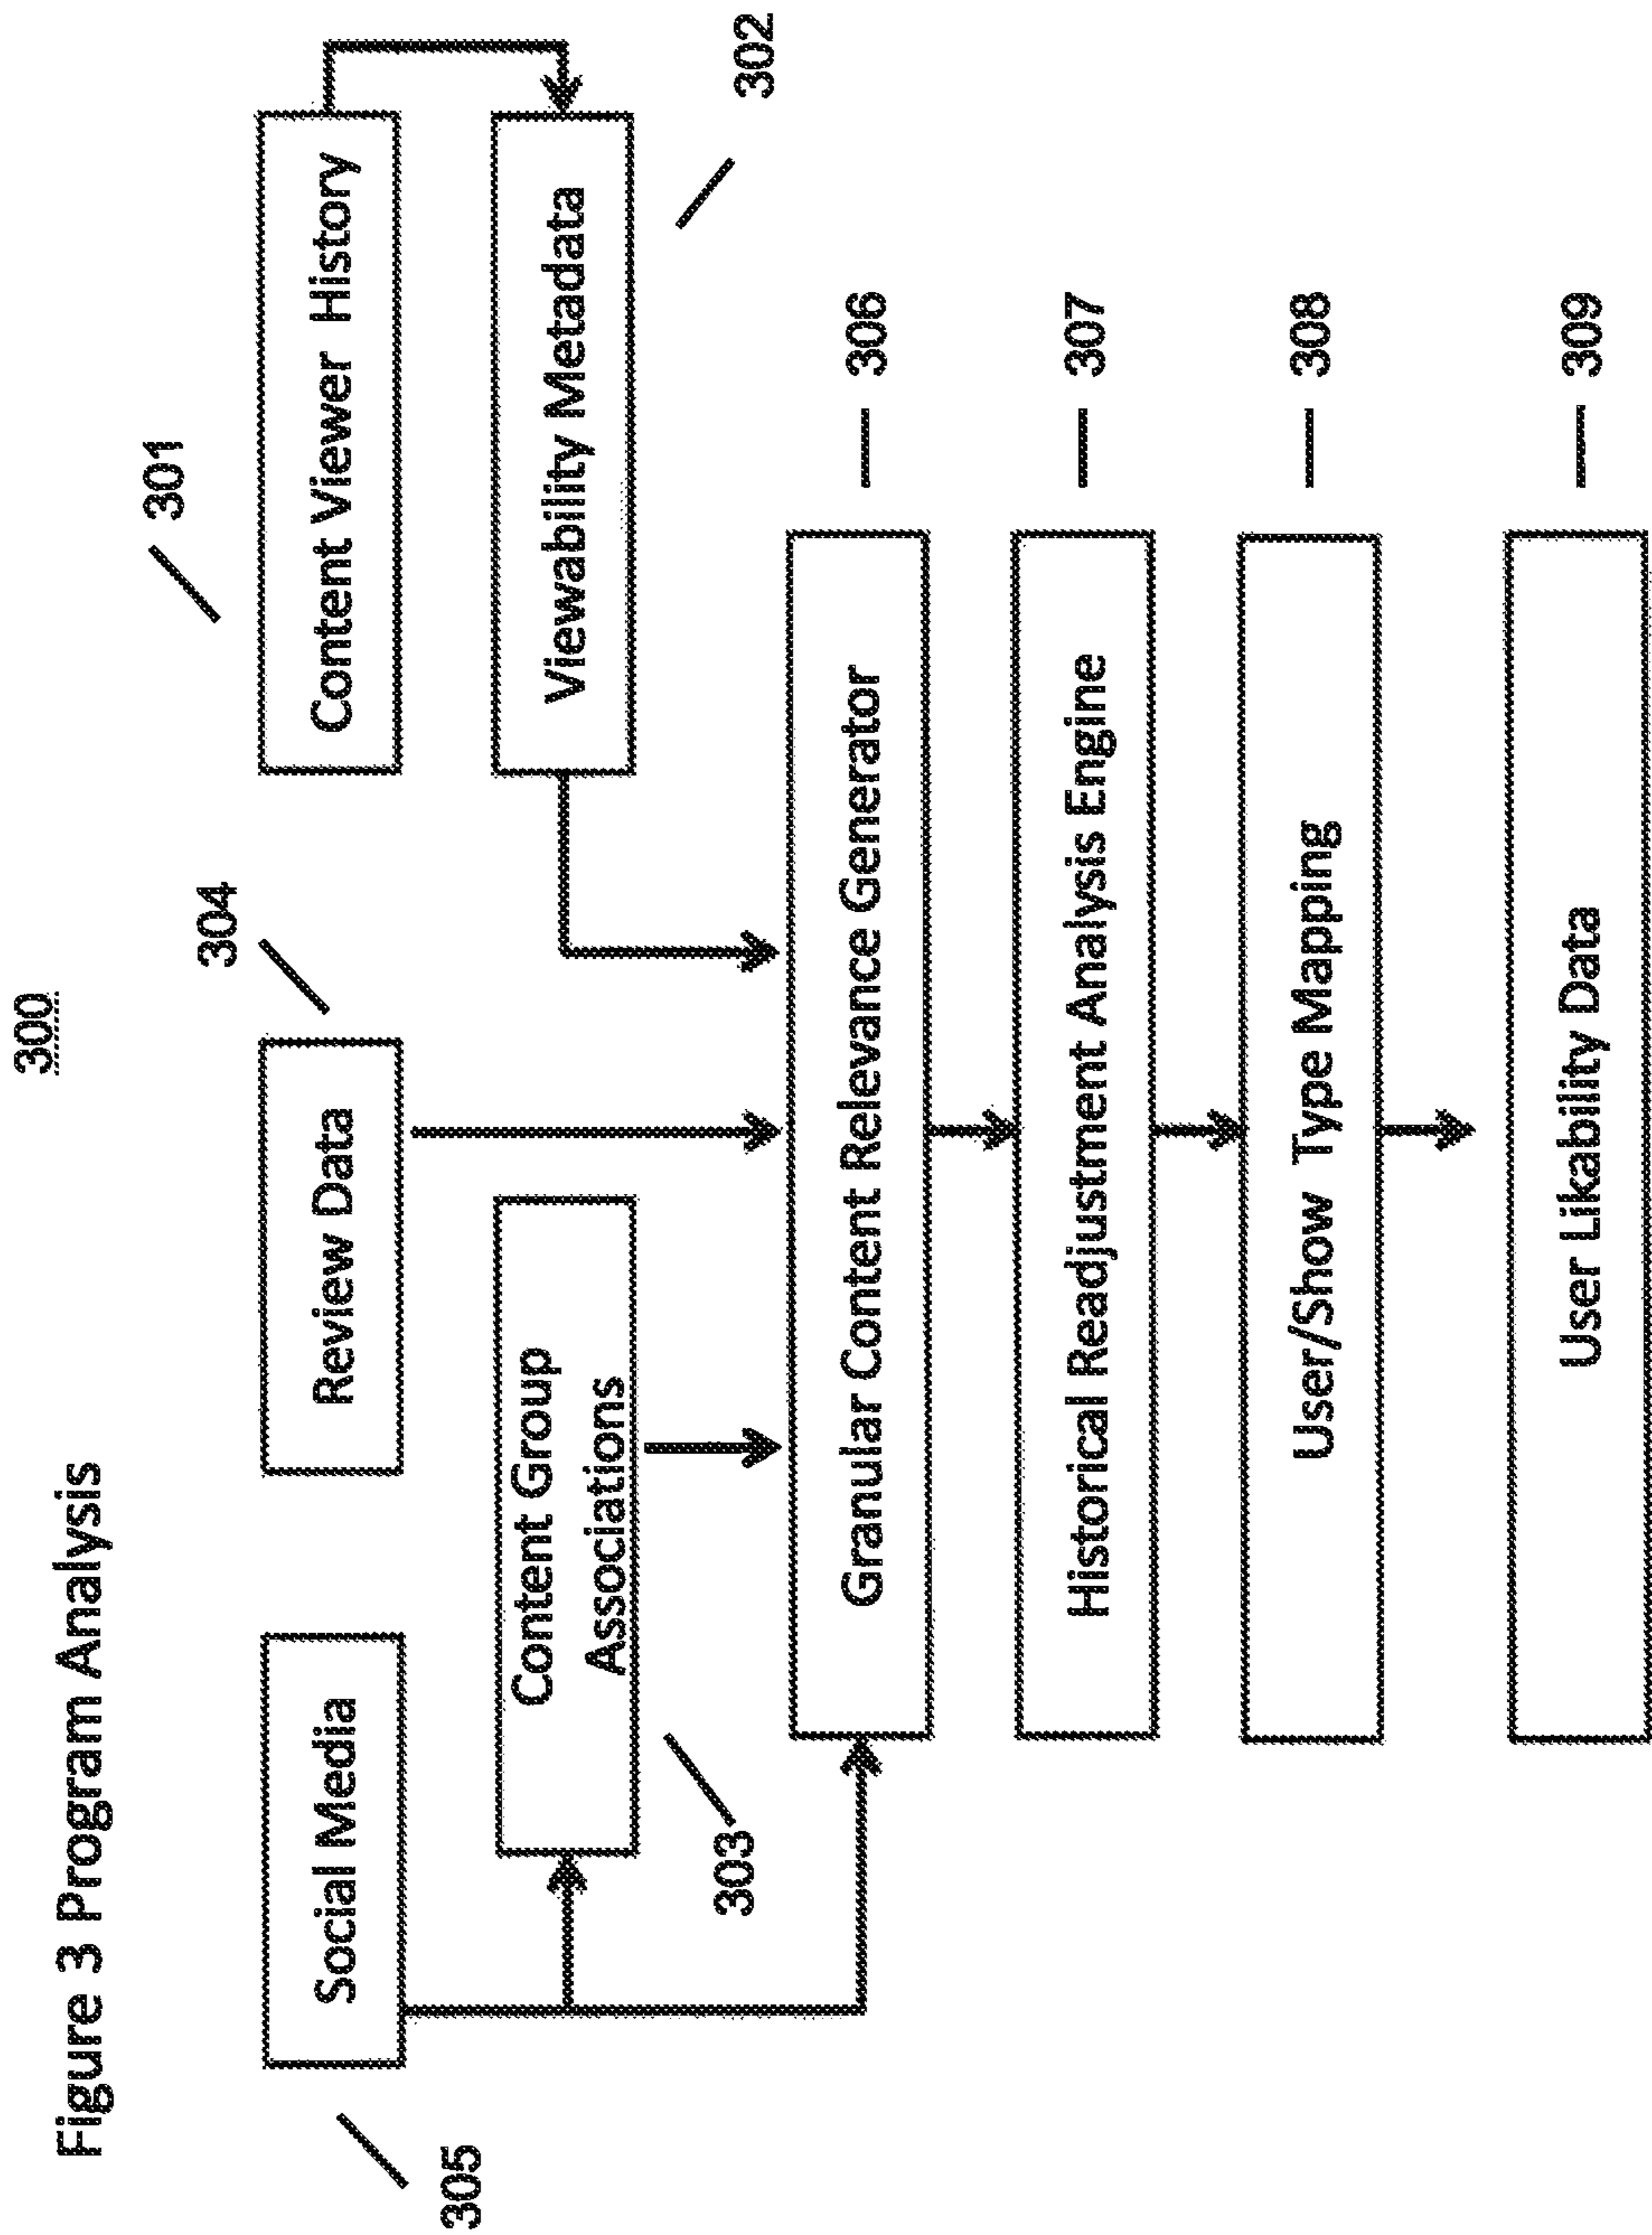 Figure 3 Program Analysis
300
301
304
305
Social Media
Review Data
Content Viewer History
302
Content Group
Associations
Viewability Metadata
303
Granular Content Relevance Generator
306
Historical Readjustment Analysis Engine
307
User/Show Type Mapping
308
User Likability Data
309